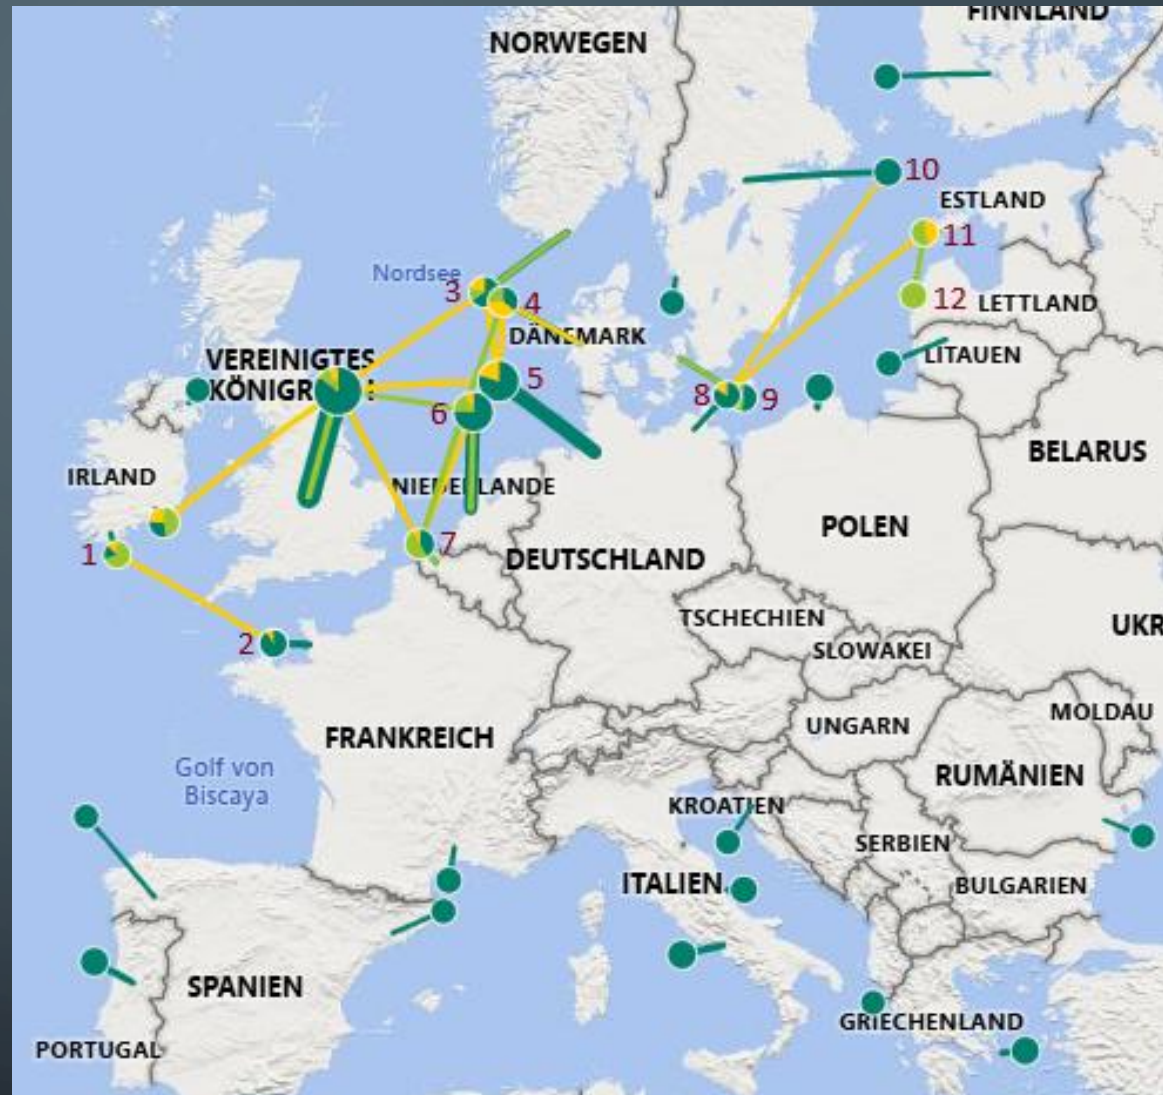 FINNLAND
NORWEGEN
10
ESTLAND
11
Nordsee
3
4
12
LETTLAND
DÄNEMARK
VEREINIGTES
KÖNIGR
LITAUEN
5
8
9
6
BELARUS
IRLAND
NIEDERLANDE
POLEN
7
1
DEUTSCHLAND
TSCHECHIEN
UKR
2
SLOWAKEI
MOLDAU
UNGARN
FRANKREICH
Golf von
Biscaya
RUMÄNIEN
KROATIEN
SERBIEN
ITALIEN
BULGARIEN
SPANIEN
GRIECHENLAND
PORTUGAL